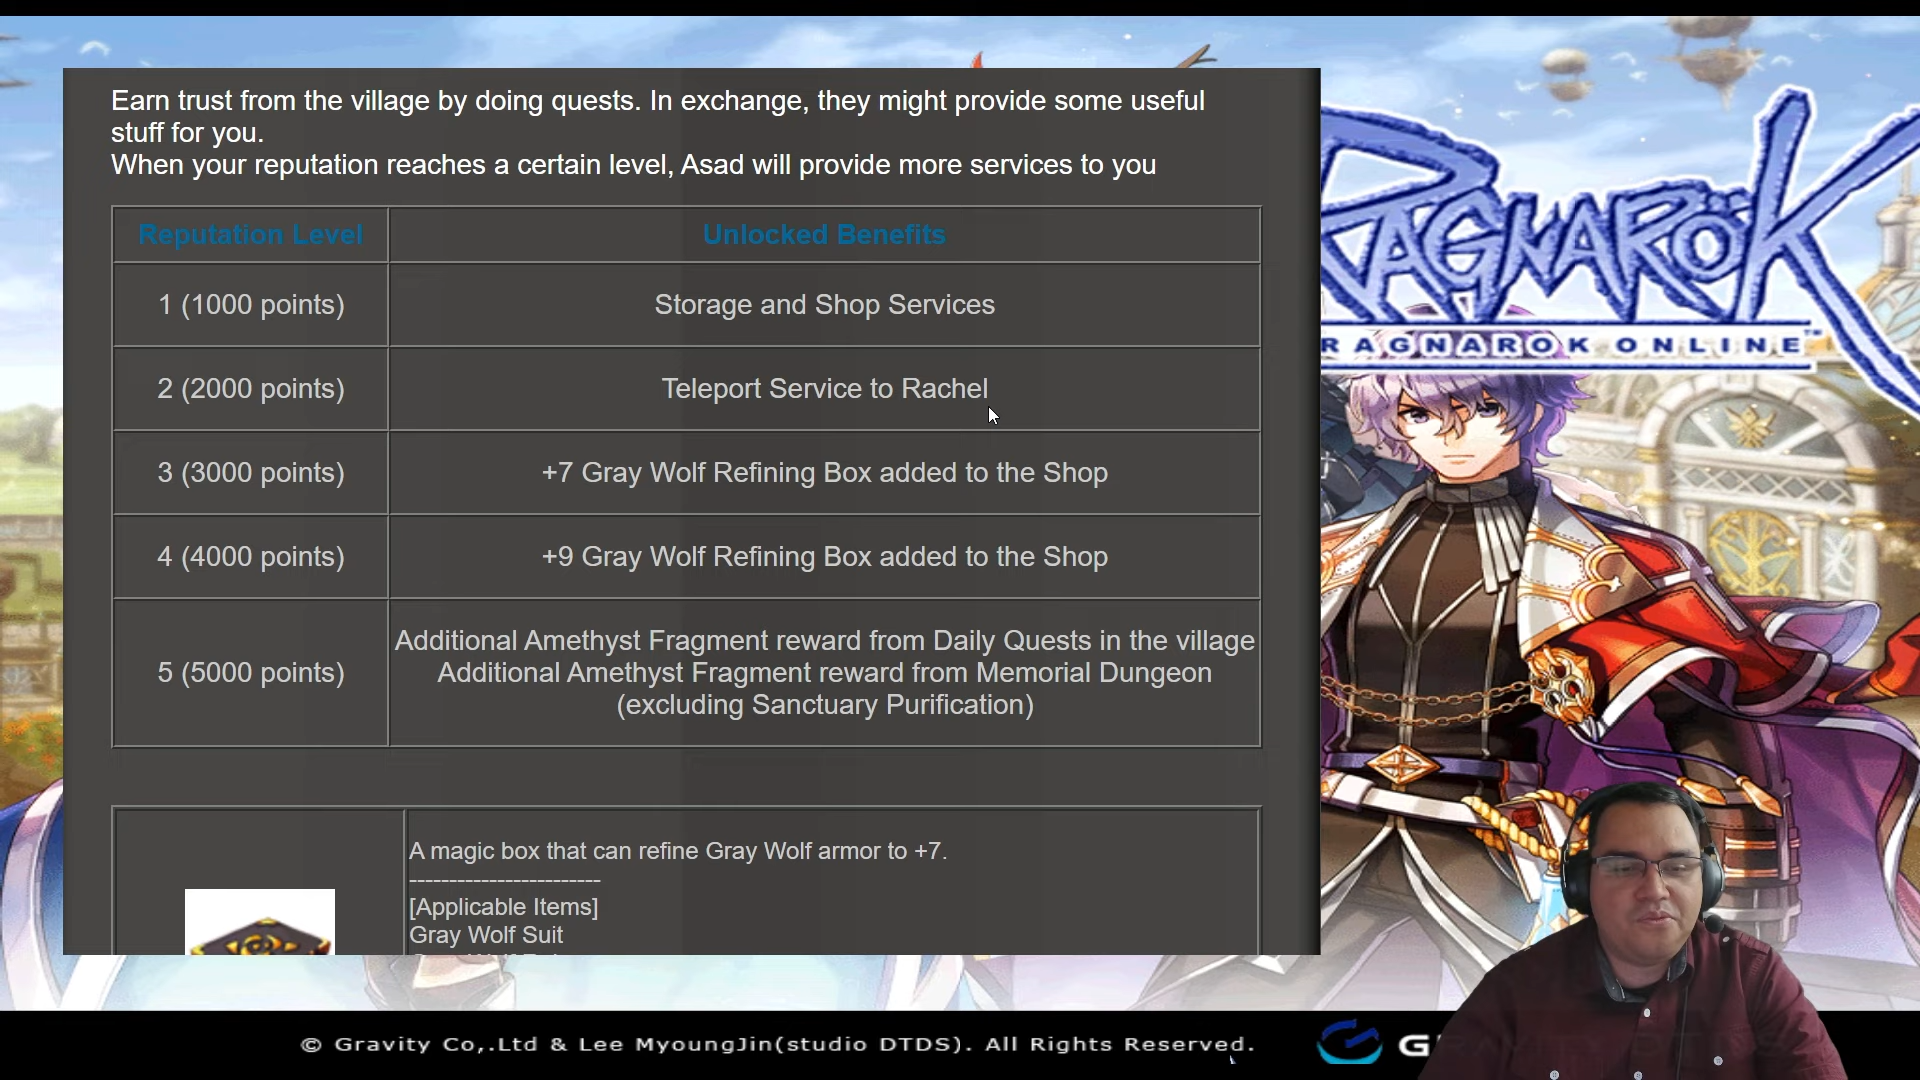 Earn trust from the village by doing quests. In exchange, they might provide some useful
stuff for you.
When your reputation reaches a certain level, Asad will provide more services to you
Reputation Level
Unlocked Benefits
1 (1000 points)
Storage and Shop Services
2 (2000 points)
Teleport Service to Rachel
3 (3000 points)
+7 Gray Wolf Refining Box added to the Shop
4 (4000 points)
+9 Gray Wolf Refining Box added to the Shop
5 (5000 points)
Additional Amethyst Fragment reward from Daily Quests in the village
Additional Amethyst Fragment reward from Memorial Dungeon
(excluding Sanctuary Purification)
A magic box that can refine Gray Wolf armor to +7.
------------------------
[Applicable Items]
Gray Wolf Suit
RAGNARÖK
RAGNAROK ONLINE™
© Gravity Co,.Ltd & Lee MyoungJin(studio DTDS). All Rights Reserved.